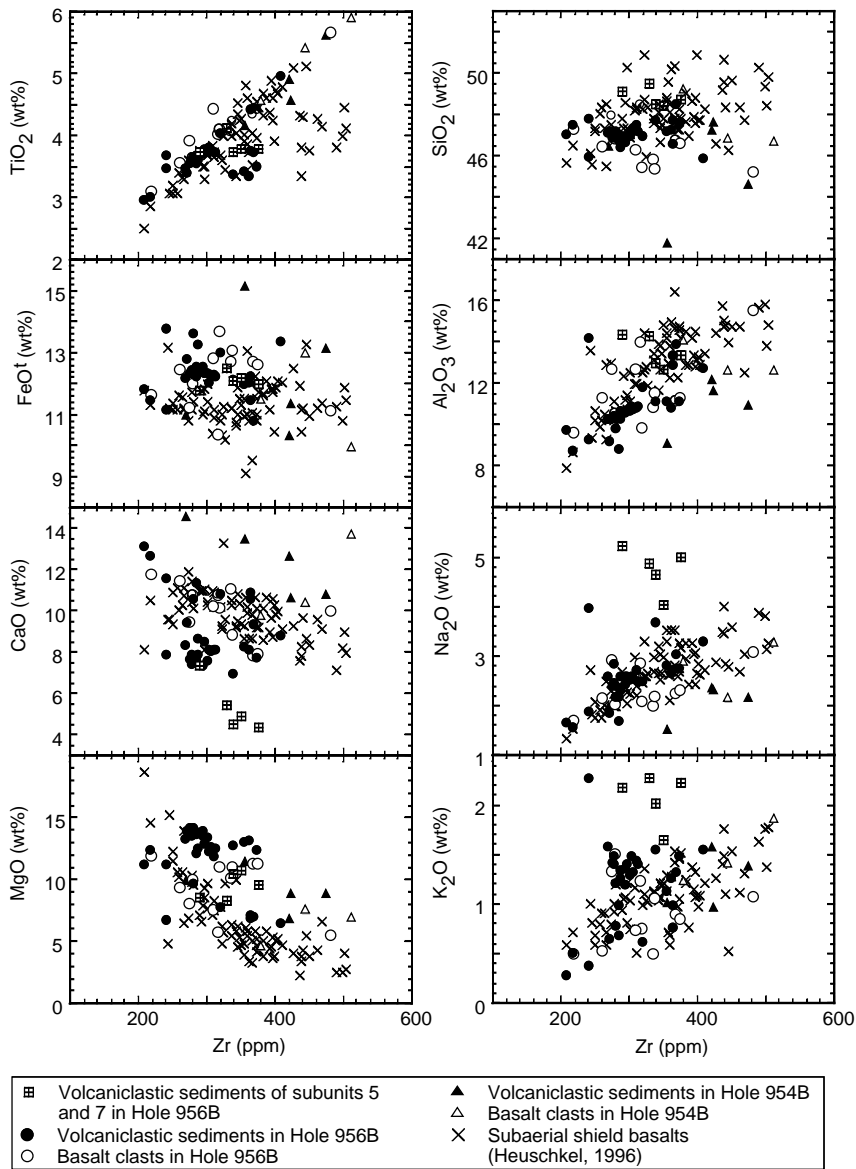 6
5
4
3
TiO2 (wt%)
50
46
42
SiO2 (wt%)
2
15
13
11
9
FeOt (wt%)
41
16
14
12
10
8
Al2O3 (wt%)
14
12
10
8
6
4
CaO (wt%)
5
3
Na2O (wt%)
15
10
5
0
MgO (wt%)
1
2
1
0
K2O (wt%)
200 400 600
Zr (ppm)
200 400 600
Zr (ppm)
Volcaniclastic sediments of subunits 5
and 7 in Hole 956B
Volcaniclastic sediments in Hole 956B
Basalt clasts in Hole 956B
Volcaniclastic sediments in Hole 954B
Basalt clasts in Hole 954B
Subaerial shield basalts
(Heuschkel, 1996)